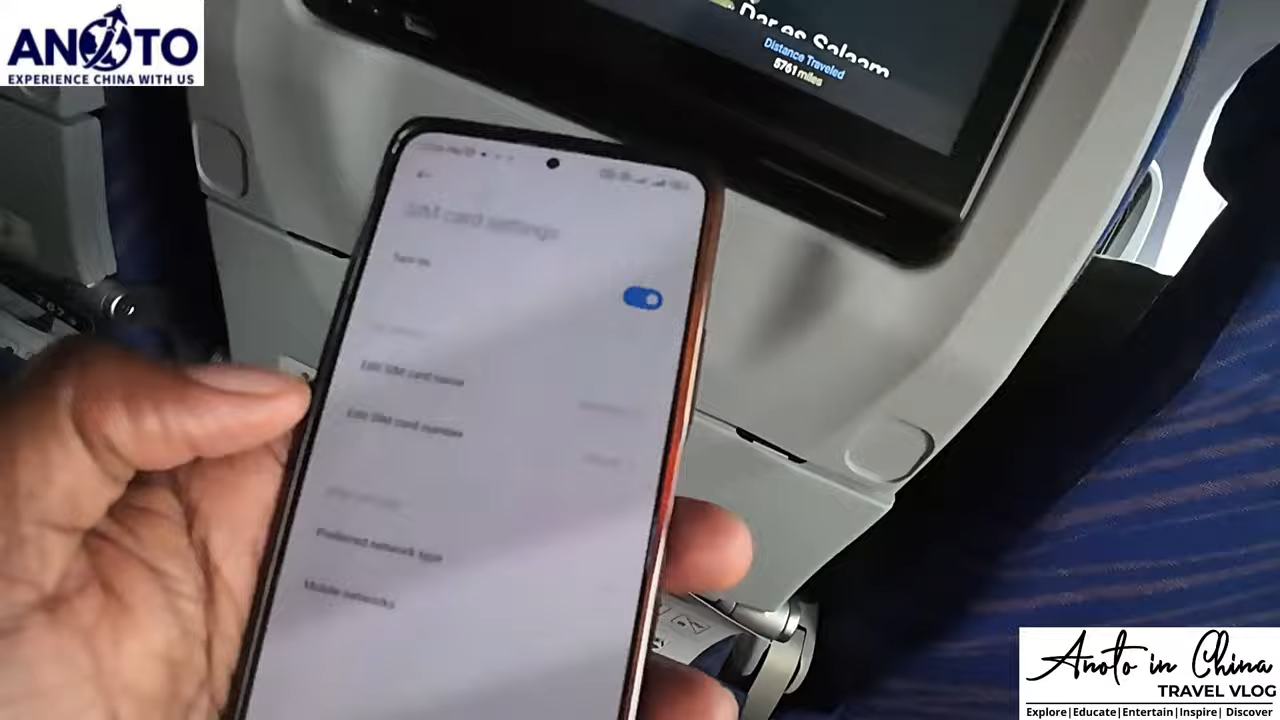 ANOTO
EXPERIENCE CHINA WITH US
Dar es Salaam
Distance Traveled
5761 miles
SIM card settings
Turn on
Edit SIM card name
Edit SIM card number
Preferred network type
Mobile networks
Anoto in China
TRAVEL VLOG
Explore|Educate|Entertain|Inspire| Discover